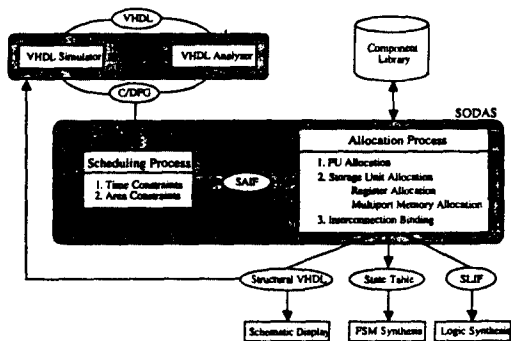 VHDL
VHDL Simulator
VHDL Analyzer
C/DFG
Component
Library
SODAS
Scheduling Process
1. Time Constraints
2. Area Constraints
SAIF
Allocation Process
1. FU Allocation
2. Storage Unit Allocation
Register Allocation
Multiport Memory Allocation
3. Interconnection Binding
Structural VHDL
State Table
SLIF
Schematic Display
FSM Synthesis
Logic Synthesis